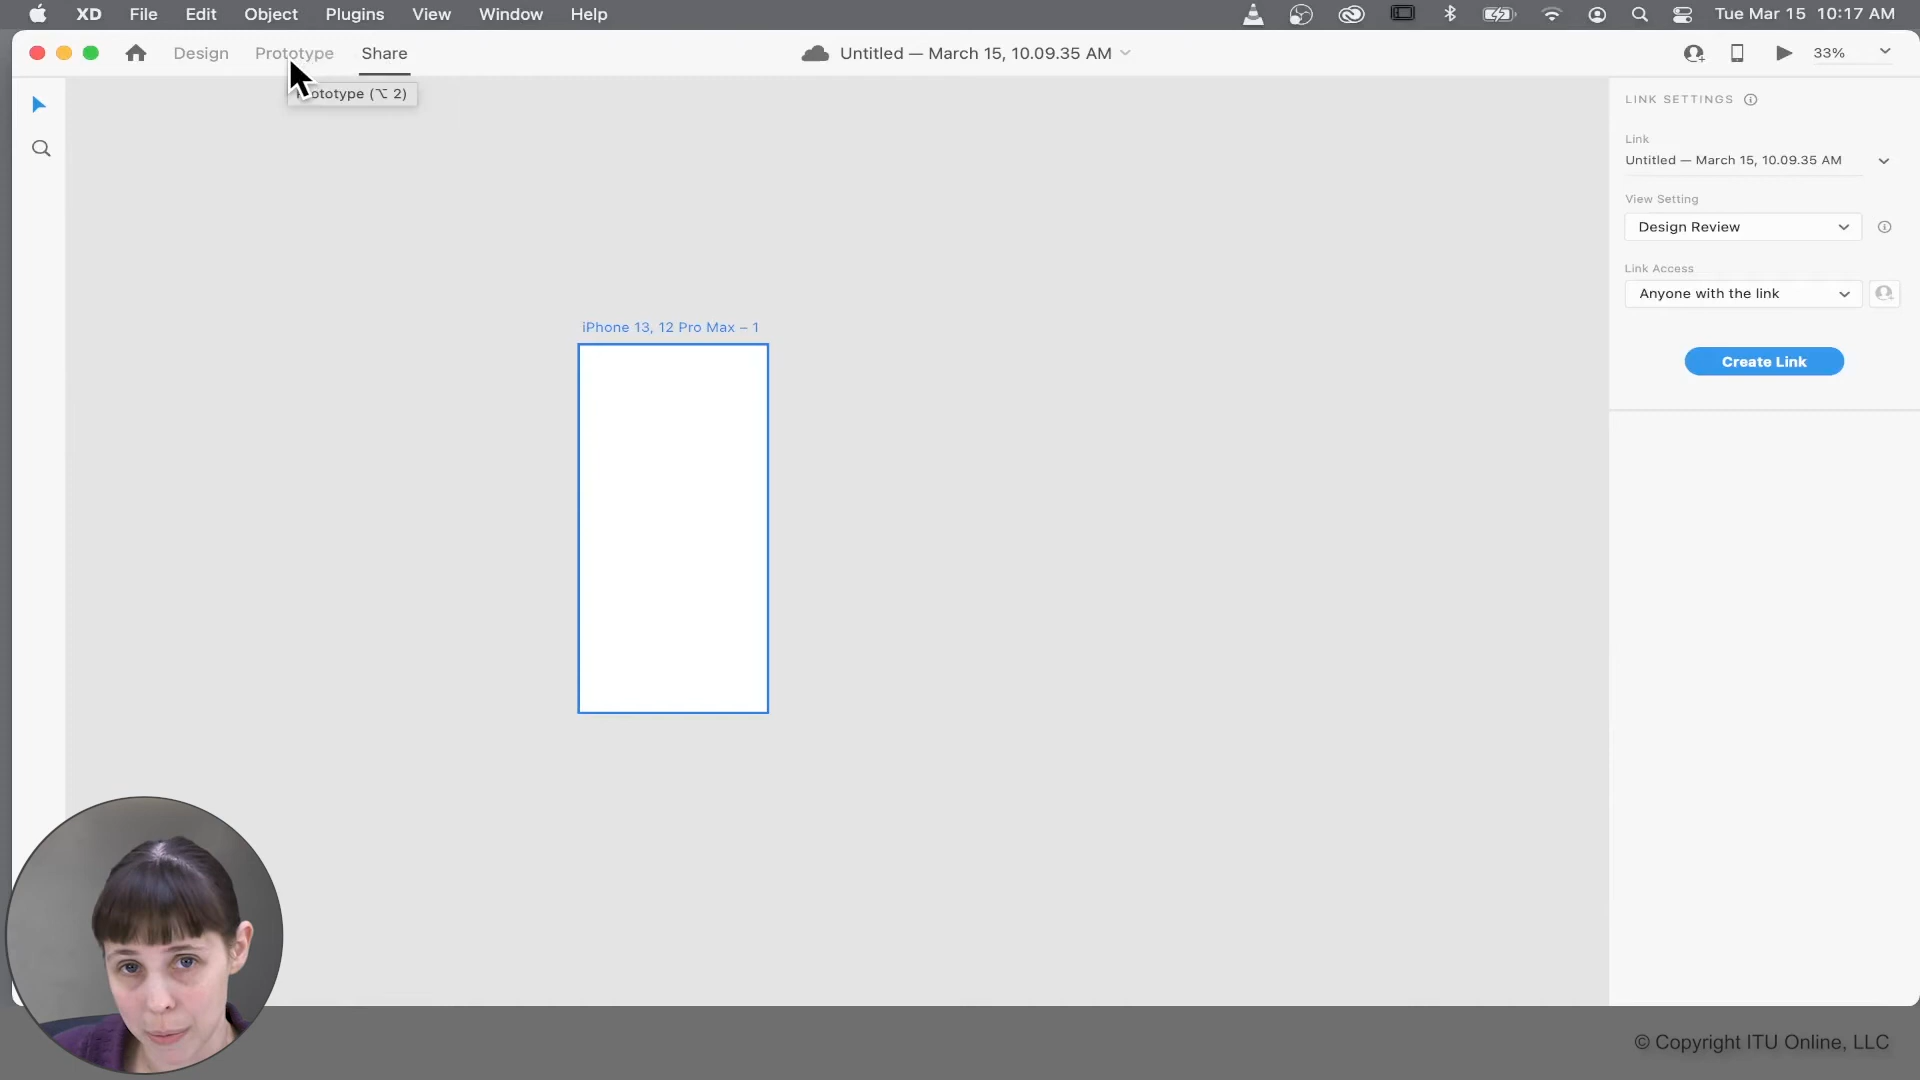 XD File Edit Object Plugins View Window Help
Tue Mar 15 10:17 AM
Design Prototype Share
Untitled — March 15, 10.09.35 AM
33%
ototype (⌥ 2)
LINK SETTINGS
Link
Untitled — March 15, 10.09.35 AM
View Setting
Design Review
Link Access
Anyone with the link
Create Link
iPhone 13, 12 Pro Max – 1
© Copyright ITU Online, LLC